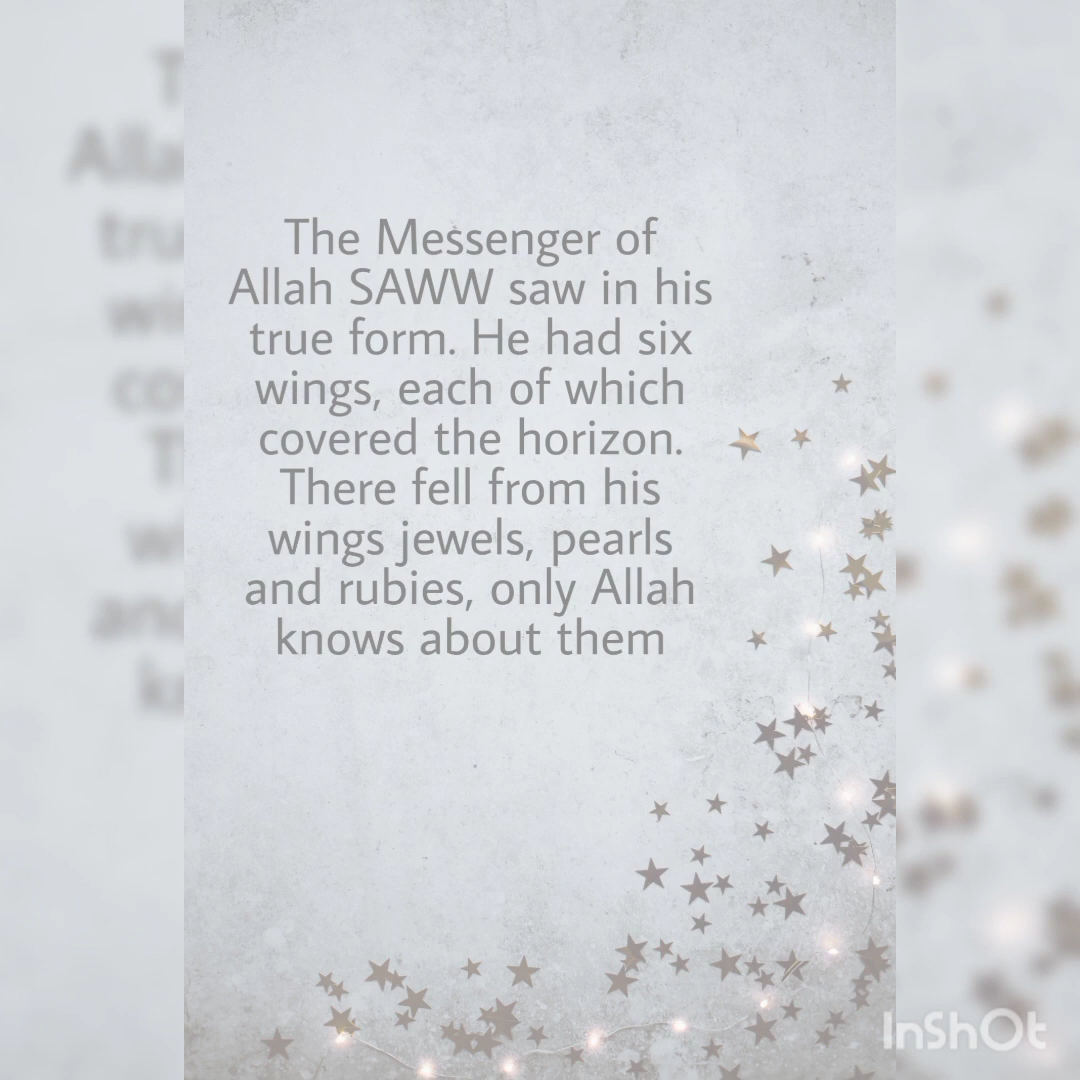 The Messenger of
Allah SAWW saw in his
true form. He had six
wings, each of which
covered the horizon.
There fell from his
wings jewels, pearls
and rubies, only Allah
knows about them
InShOt